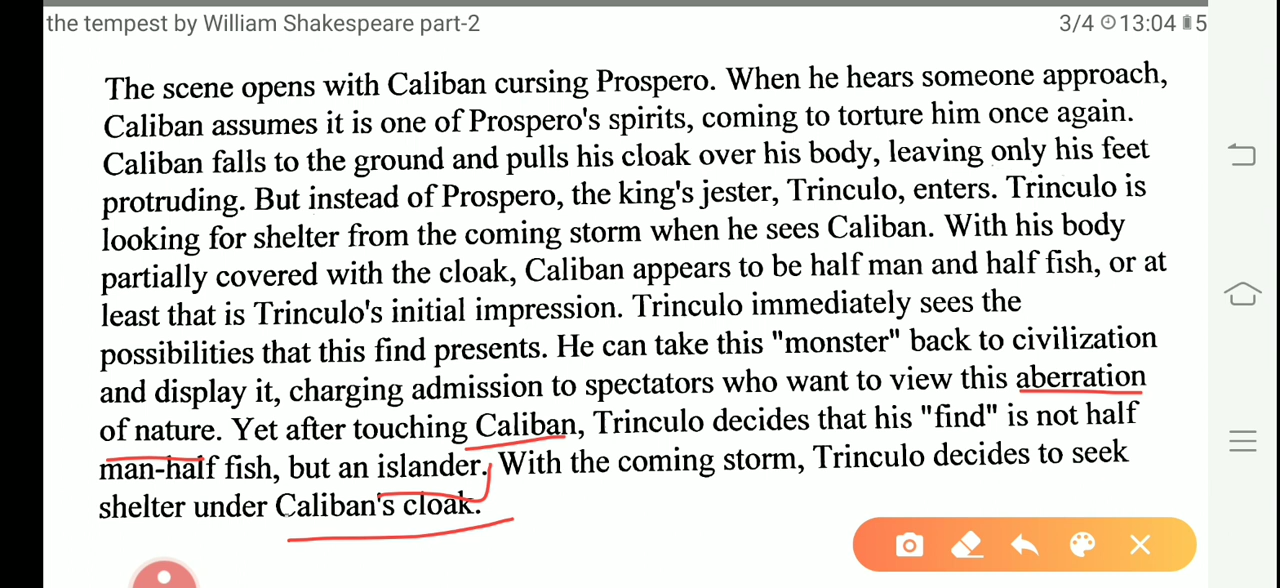 the tempest by William Shakespeare part-2 3/4 13:04 5
The scene opens with Caliban cursing Prospero. When he hears someone approach,
Caliban assumes it is one of Prospero's spirits, coming to torture him once again.
Caliban falls to the ground and pulls his cloak over his body, leaving only his feet
protruding. But instead of Prospero, the king's jester, Trinculo, enters. Trinculo is
looking for shelter from the coming storm when he sees Caliban. With his body
partially covered with the cloak, Caliban appears to be half man and half fish, or at
least that is Trinculo's initial impression. Trinculo immediately sees the
possibilities that this find presents. He can take this "monster" back to civilization
and display it, charging admission to spectators who want to view this aberration
of nature. Yet after touching Caliban, Trinculo decides that his "find" is not half
man-half fish, but an islander. With the coming storm, Trinculo decides to seek
shelter under Caliban's cloak.